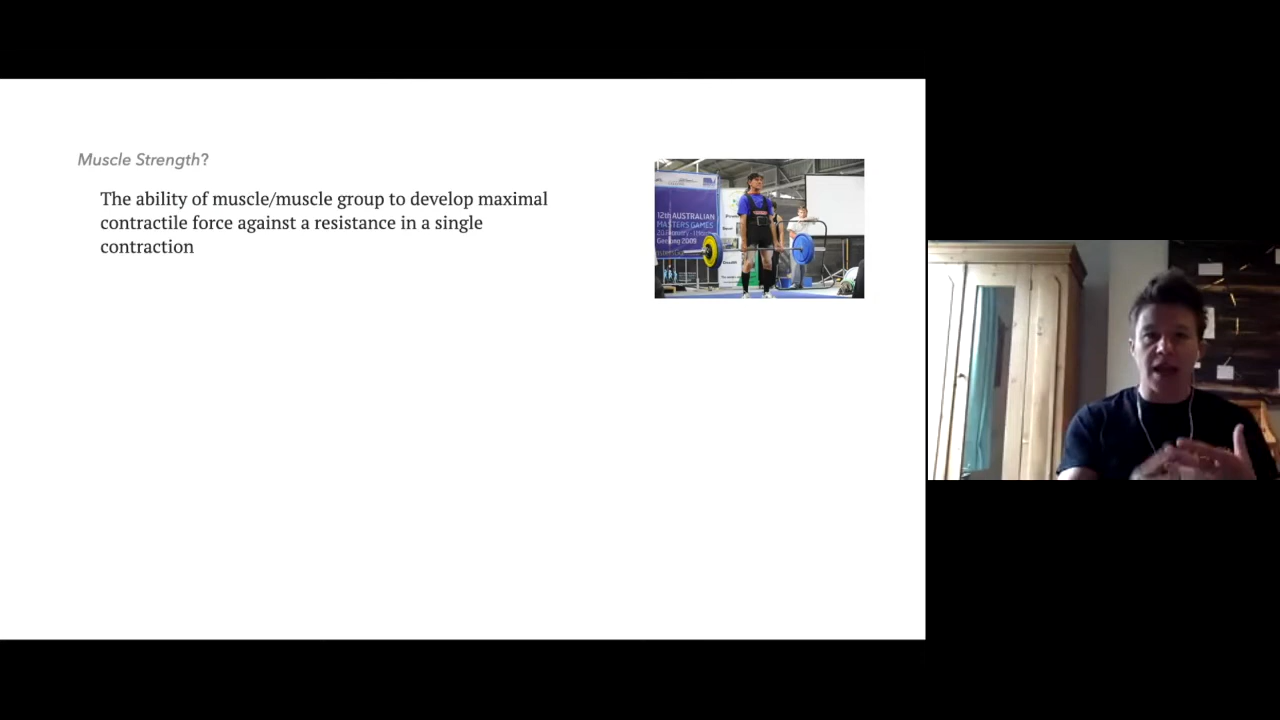 Muscle Strength?
The ability of muscle/muscle group to develop maximal
contractile force against a resistance in a single
contraction
12th AUSTRALIAN
MASTERS GAMES
Geelong 2009